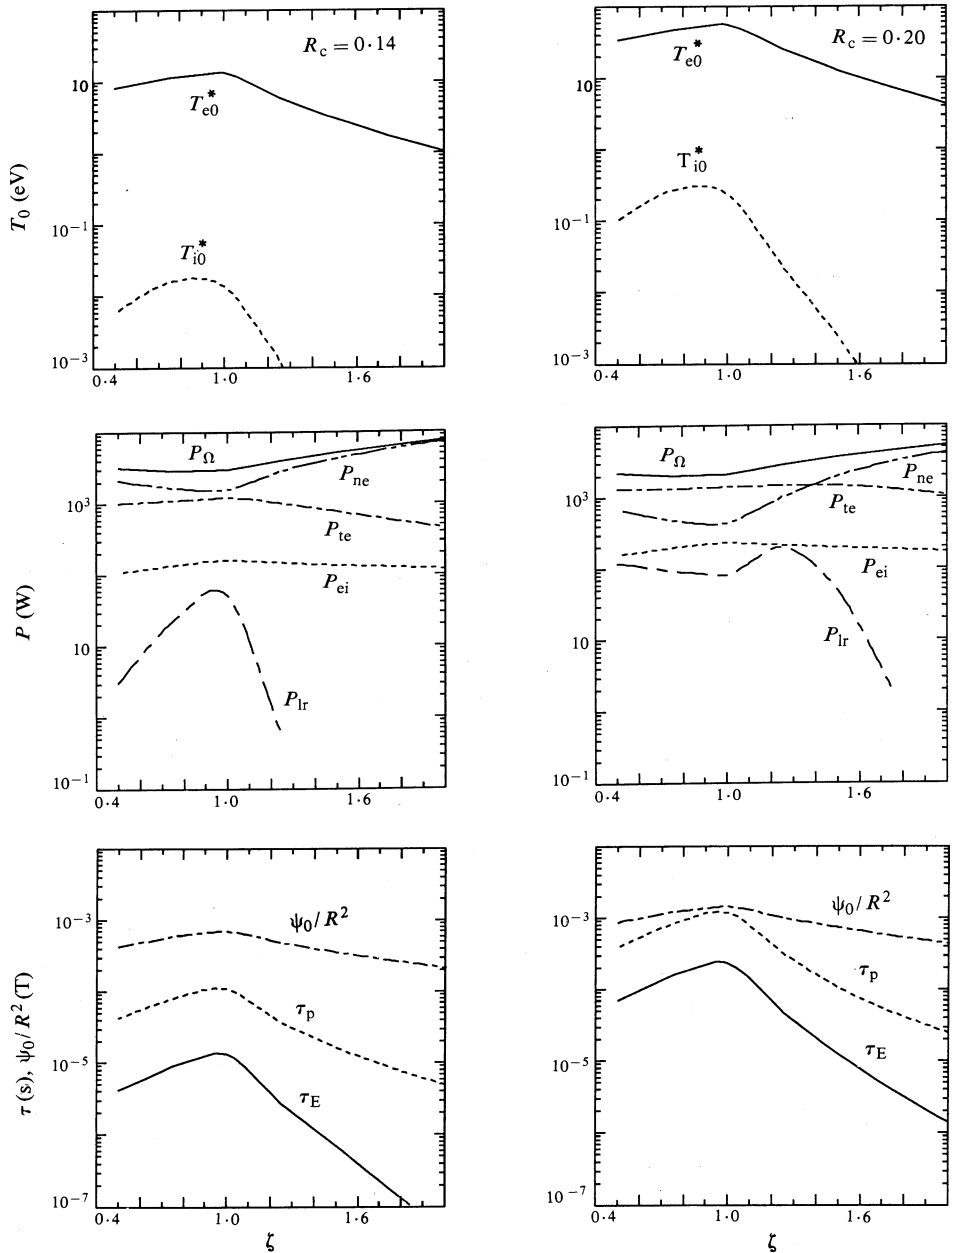 R_c = 0·14
T_e0*
T_i0*
T_0 (eV)
10
10^-1
10^-3
0.4
1.0
1.6
R_c = 0·20
T_e0*
T_i0*
10
10^-1
10^-3
0.4
1.0
1.6
P_Ω
P_ne
P_te
P_ei
P_lr
P (W)
10^3
10
10^-1
0.4
1.0
1.6
P_Ω
P_ne
P_te
P_ei
P_lr
10^3
10
10^-1
0.4
1.0
1.6
ψ_0/R^2
τ_p
τ_E
τ (s), ψ_0/R^2 (T)
10^-3
10^-5
10^-7
0.4
1.0
1.6
ζ
ψ_0/R^2
τ_p
τ_E
10^-3
10^-5
10^-7
0.4
1.0
1.6
ζ